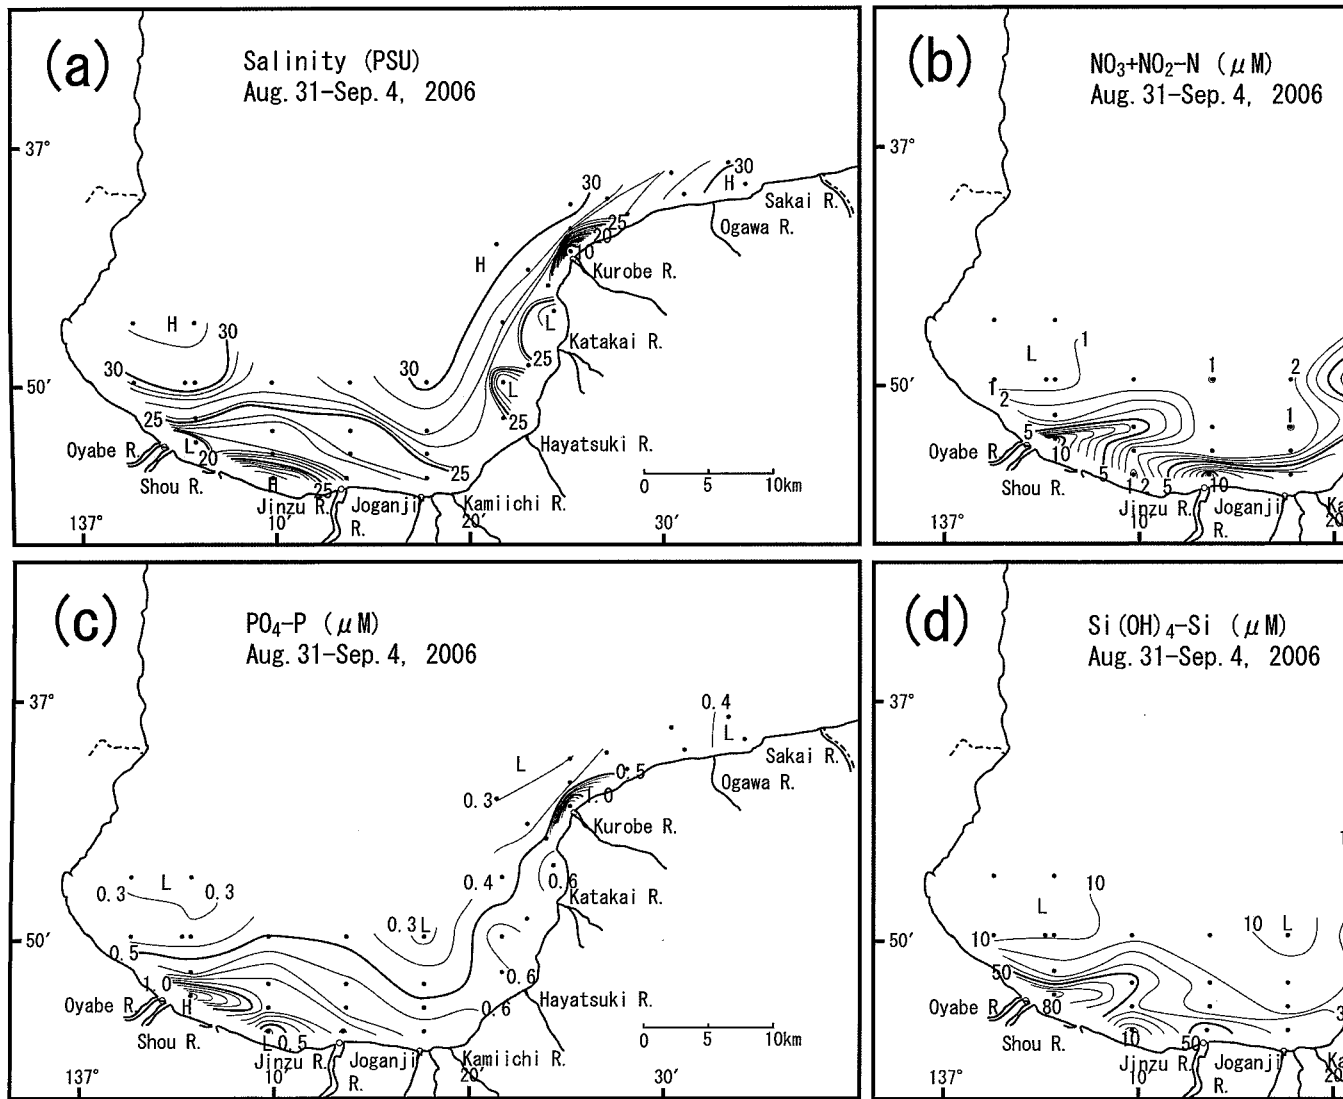 (a)
Salinity (PSU)
Aug. 31-Sep. 4, 2006
37°
30
30
H
Sakai R.
Ogawa R.
25
20
10
Kurobe R.
H
L
Katakai R.
25
H
30
30
30
50′
L
25
Hayatsuki R.
25
Oyabe R.
L
20
25
Shou R.
H
25
Jinzu R.
Joganji
R.
Kamiichi R.
0 5 10km
137°
10′
20′
30′
(b)
NO₃+NO₂-N (μM)
Aug. 31-Sep. 4, 2006
37°
L
1
1
2
50′
1
2
1
5
10
Oyabe R.
Shou R.
5
1
2
5
10
Jinzu R.
Joganji
R.
Ka
137°
10′
20′
(c)
PO₄-P (μM)
Aug. 31-Sep. 4, 2006
37°
0.4
L
Sakai R.
Ogawa R.
L
0.3
0.5
1.0
Kurobe R.
0.3
L
0.3
0.4
0.6
Katakai R.
0.3
L
50′
0.5
0.6
1.0
H
Oyabe R.
0.6
Hayatsuki R.
Shou R.
L
0.5
Jinzu R.
Joganji
R.
Kamiichi R.
0 5 10km
137°
10′
20′
30′
(d)
Si(OH)₄-Si (μM)
Aug. 31-Sep. 4, 2006
37°
1
10
L
10
L
50′
10
50
80
Oyabe R.
3
Shou R.
10
50
Jinzu R.
Joganji
R.
Ka
137°
10′
20′